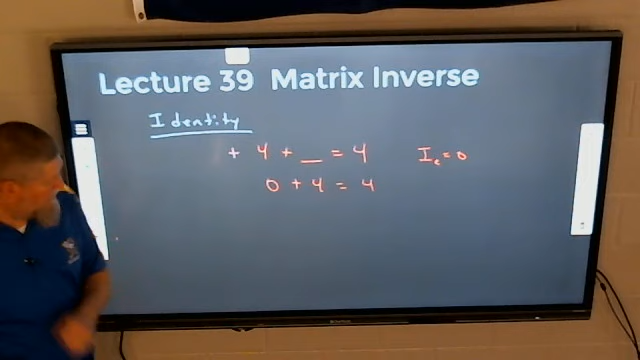 Lecture 39 Matrix Inverse
Identity
+ 4 + __ = 4 I₊ = 0
0 + 4 = 4